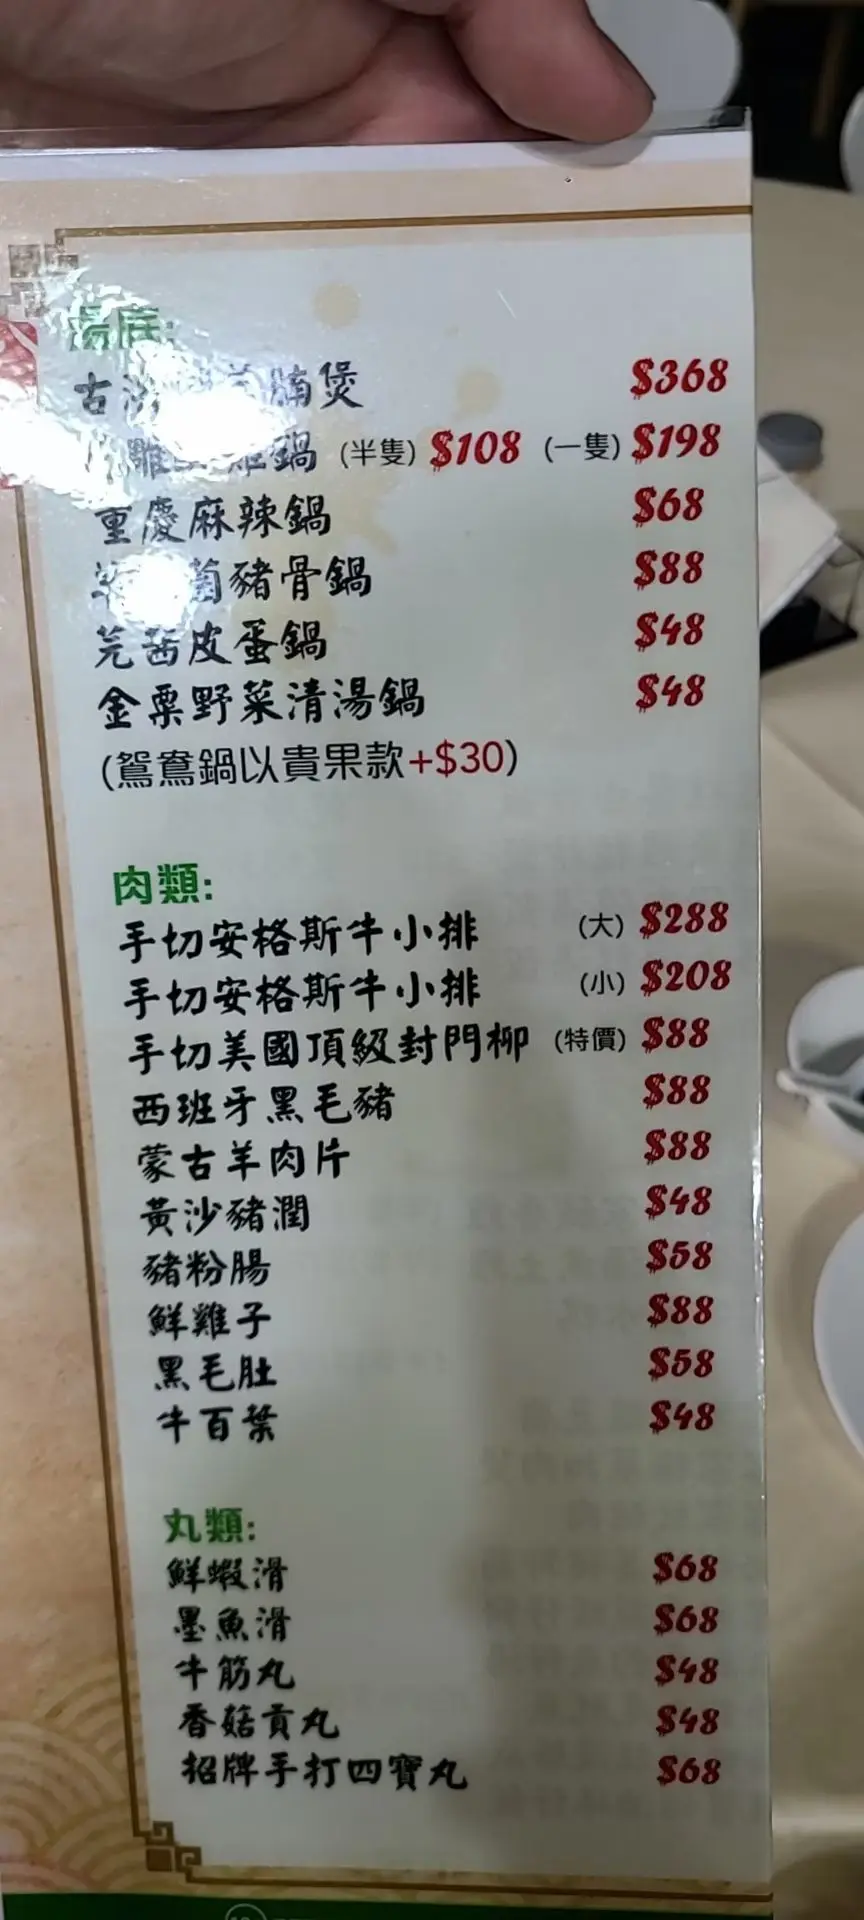 湯底:
古法 腩煲 $368
雕 雞鍋 (半隻) $108 (一隻) $198
重慶麻辣鍋 $68
菌豬骨鍋 $88
芫茜皮蛋鍋 $48
金粟野菜清湯鍋 $48
(鴛鴦鍋以貴果款+$30)
肉類:
手切安格斯牛小排 (大) $288
手切安格斯牛小排 (小) $208
手切美國頂級封門柳 (特價) $88
西班牙黑毛豬 $88
蒙古羊肉片 $88
黃沙豬潤 $48
豬粉腸 $58
鮮雞子 $88
黑毛肚 $58
牛百葉 $48
丸類:
鮮蝦滑 $68
墨魚滑 $68
牛筋丸 $48
香菇貢丸 $48
招牌手打四寶丸 $68